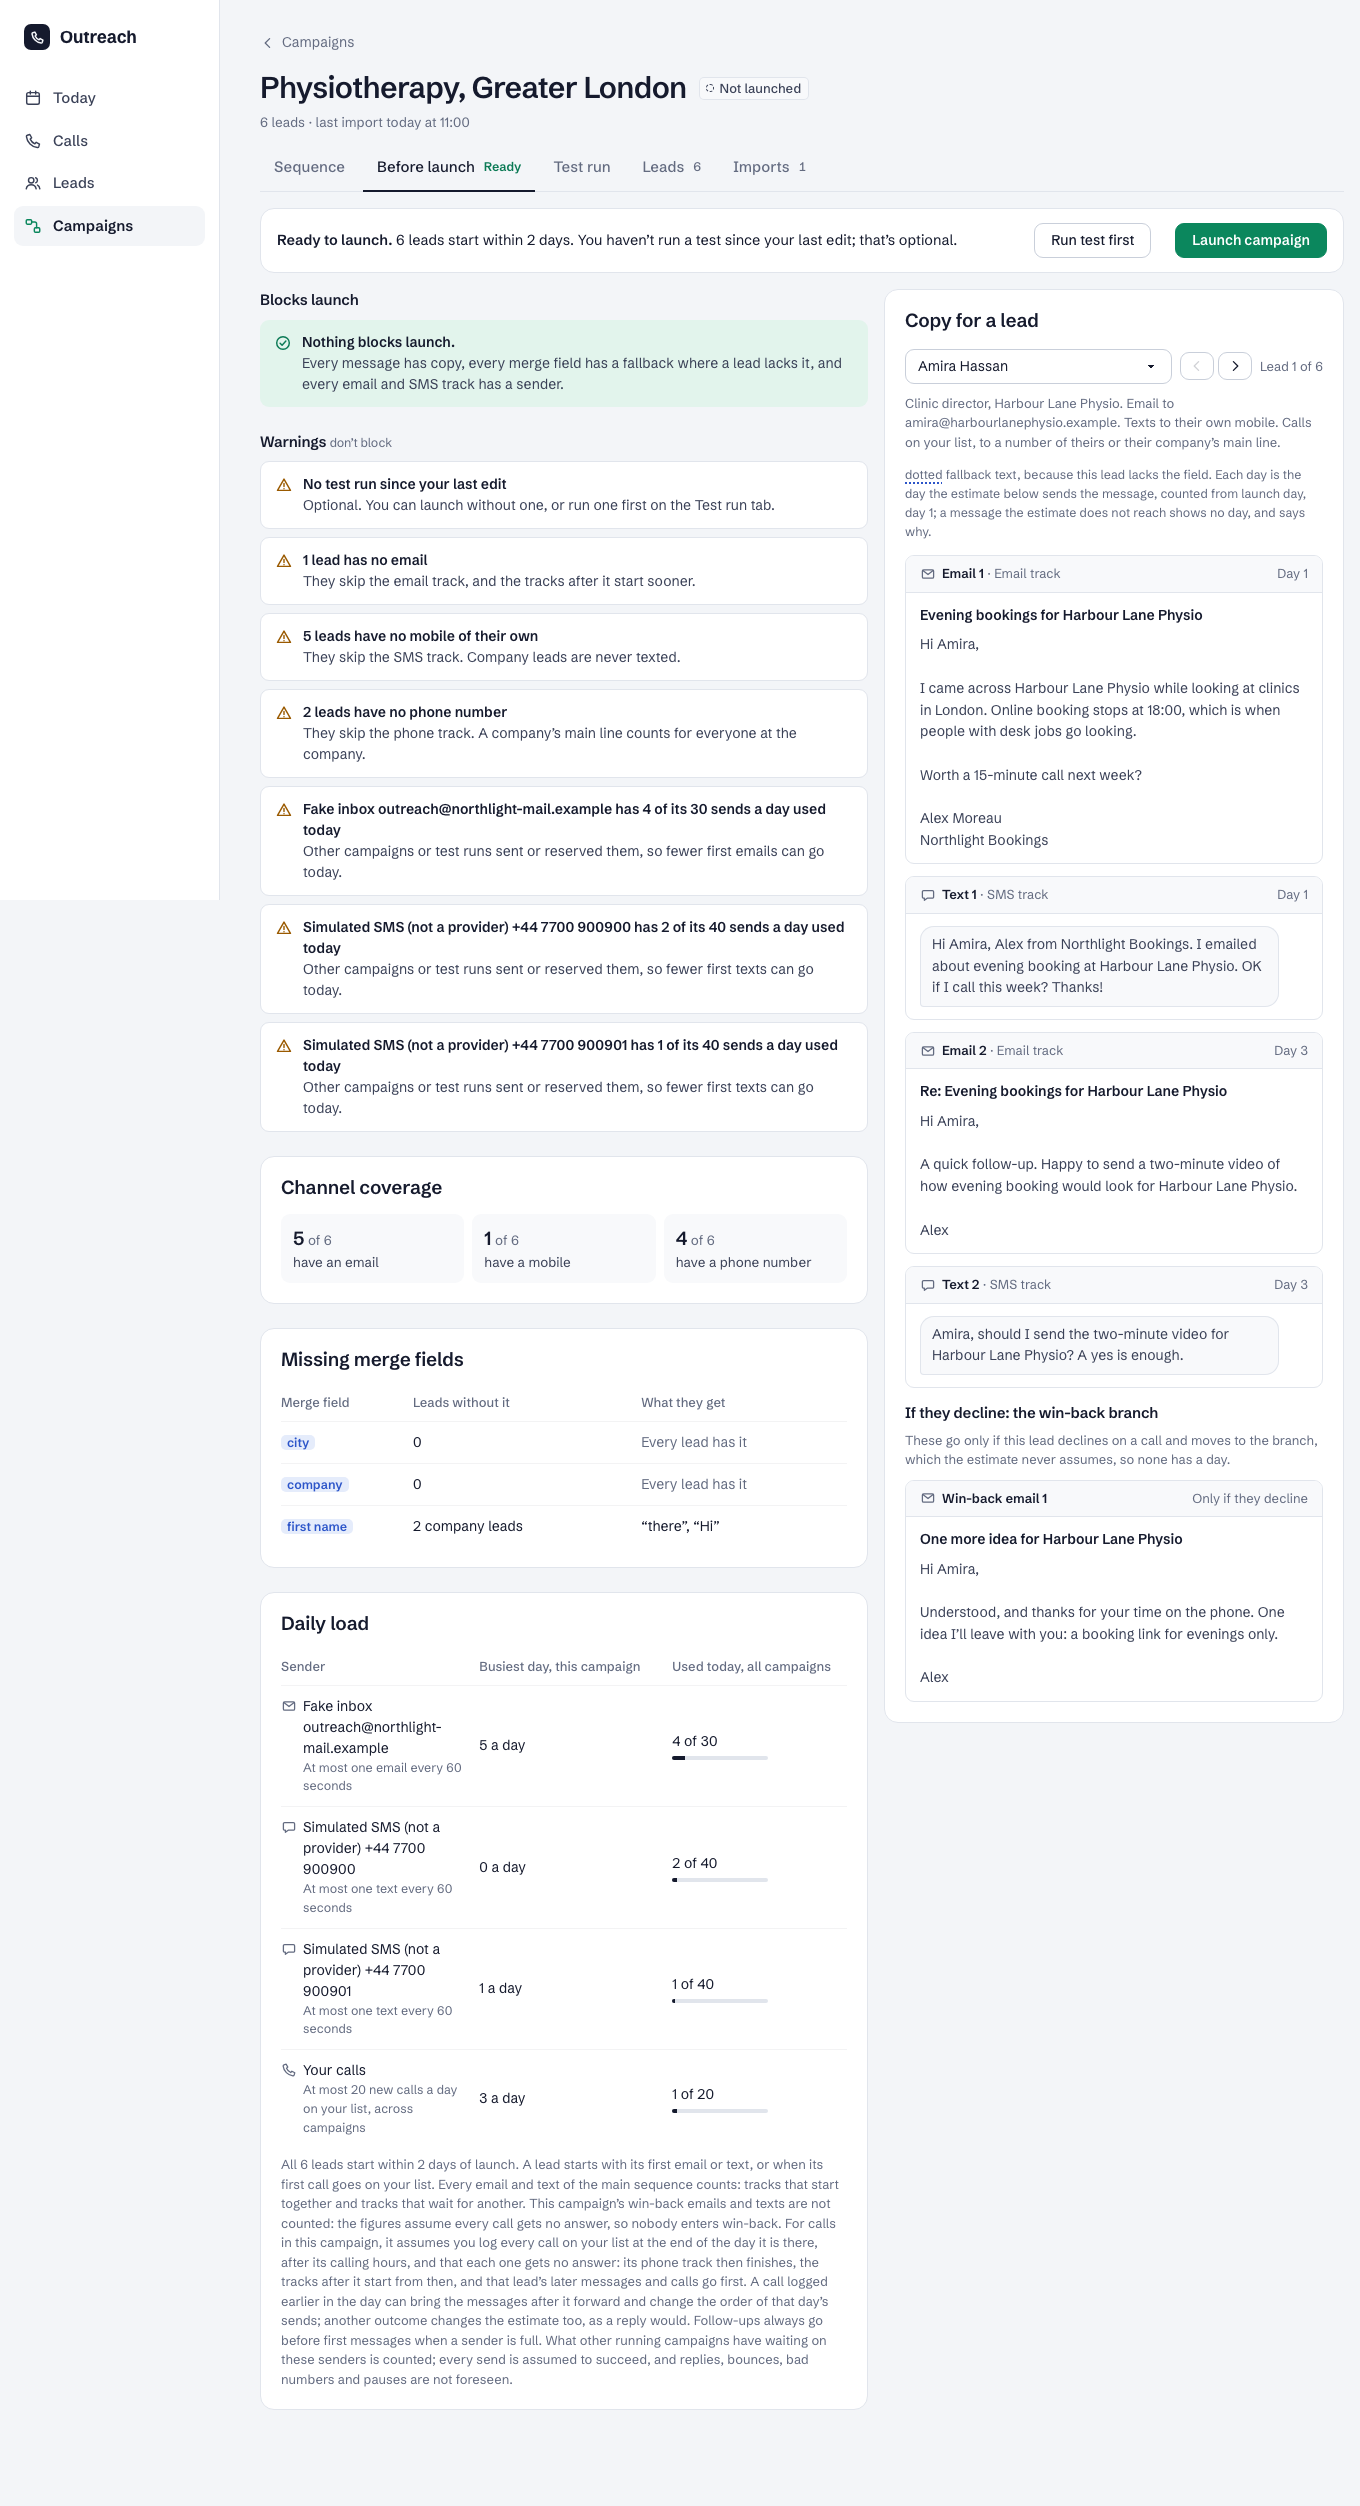 Outreach
Today
Calls
Leads
Campaigns
Campaigns
Physiotherapy, Greater London
Not launched
6 leads · last import today at 11:00
Sequence
Before launch Ready
Test run
Leads 6
Imports 1
Ready to launch. 6 leads start within 2 days. You haven’t run a test since your last edit; that’s optional.
Run test first
Launch campaign
Blocks launch
Nothing blocks launch.
Every message has copy, every merge field has a fallback where a lead lacks it, and
every email and SMS track has a sender.
Warnings don’t block
No test run since your last edit
Optional. You can launch without one, or run one first on the Test run tab.
1 lead has no email
They skip the email track, and the tracks after it start sooner.
5 leads have no mobile of their own
They skip the SMS track. Company leads are never texted.
2 leads have no phone number
They skip the phone track. A company’s main line counts for everyone at the
company.
Fake inbox outreach@northlight-mail.example has 4 of its 30 sends a day used
today
Other campaigns or test runs sent or reserved them, so fewer first emails can go
today.
Simulated SMS (not a provider) +44 7700 900900 has 2 of its 40 sends a day used
today
Other campaigns or test runs sent or reserved them, so fewer first texts can go
today.
Simulated SMS (not a provider) +44 7700 900901 has 1 of its 40 sends a day used
today
Other campaigns or test runs sent or reserved them, so fewer first texts can go
today.
Channel coverage
5 of 6
have an email
1 of 6
have a mobile
4 of 6
have a phone number
Missing merge fields
Merge field Leads without it What they get
city 0 Every lead has it
company 0 Every lead has it
first name 2 company leads “there”, “Hi”
Daily load
Sender Busiest day, this campaign Used today, all campaigns
Fake inbox
outreach@northlight-
mail.example
At most one email every 60
seconds
5 a day
4 of 30
Simulated SMS (not a
provider) +44 7700
900900
At most one text every 60
seconds
0 a day
2 of 40
Simulated SMS (not a
provider) +44 7700
900901
At most one text every 60
seconds
1 a day
1 of 40
Your calls
At most 20 new calls a day
on your list, across
campaigns
3 a day
1 of 20
All 6 leads start within 2 days of launch. A lead starts with its first email or text, or when its
first call goes on your list. Every email and text of the main sequence counts: tracks that start
together and tracks that wait for another. This campaign’s win-back emails and texts are not
counted: the figures assume every call gets no answer, so nobody enters win-back. For calls
in this campaign, it assumes you log every call on your list at the end of the day it is there,
after its calling hours, and that each one gets no answer: its phone track then finishes, the
tracks after it start from then, and that lead’s later messages and calls go first. A call logged
earlier in the day can bring the messages after it forward and change the order of that day’s
sends; another outcome changes the estimate too, as a reply would. Follow-ups always go
before first messages when a sender is full. What other running campaigns have waiting on
these senders is counted; every send is assumed to succeed, and replies, bounces, bad
numbers and pauses are not foreseen.
Copy for a lead
Amira Hassan
Lead 1 of 6
Clinic director, Harbour Lane Physio. Email to
amira@harbourlanephysio.example. Texts to their own mobile. Calls
on your list, to a number of theirs or their company’s main line.
dotted fallback text, because this lead lacks the field. Each day is the
day the estimate below sends the message, counted from launch day,
day 1; a message the estimate does not reach shows no day, and says
why.
Email 1 · Email track Day 1
Evening bookings for Harbour Lane Physio
Hi Amira,
I came across Harbour Lane Physio while looking at clinics
in London. Online booking stops at 18:00, which is when
people with desk jobs go looking.
Worth a 15-minute call next week?
Alex Moreau
Northlight Bookings
Text 1 · SMS track Day 1
Hi Amira, Alex from Northlight Bookings. I emailed
about evening booking at Harbour Lane Physio. OK
if I call this week? Thanks!
Email 2 · Email track Day 3
Re: Evening bookings for Harbour Lane Physio
Hi Amira,
A quick follow-up. Happy to send a two-minute video of
how evening booking would look for Harbour Lane Physio.
Alex
Text 2 · SMS track Day 3
Amira, should I send the two-minute video for
Harbour Lane Physio? A yes is enough.
If they decline: the win-back branch
These go only if this lead declines on a call and moves to the branch,
which the estimate never assumes, so none has a day.
Win-back email 1 Only if they decline
One more idea for Harbour Lane Physio
Hi Amira,
Understood, and thanks for your time on the phone. One
idea I’ll leave with you: a booking link for evenings only.
Alex